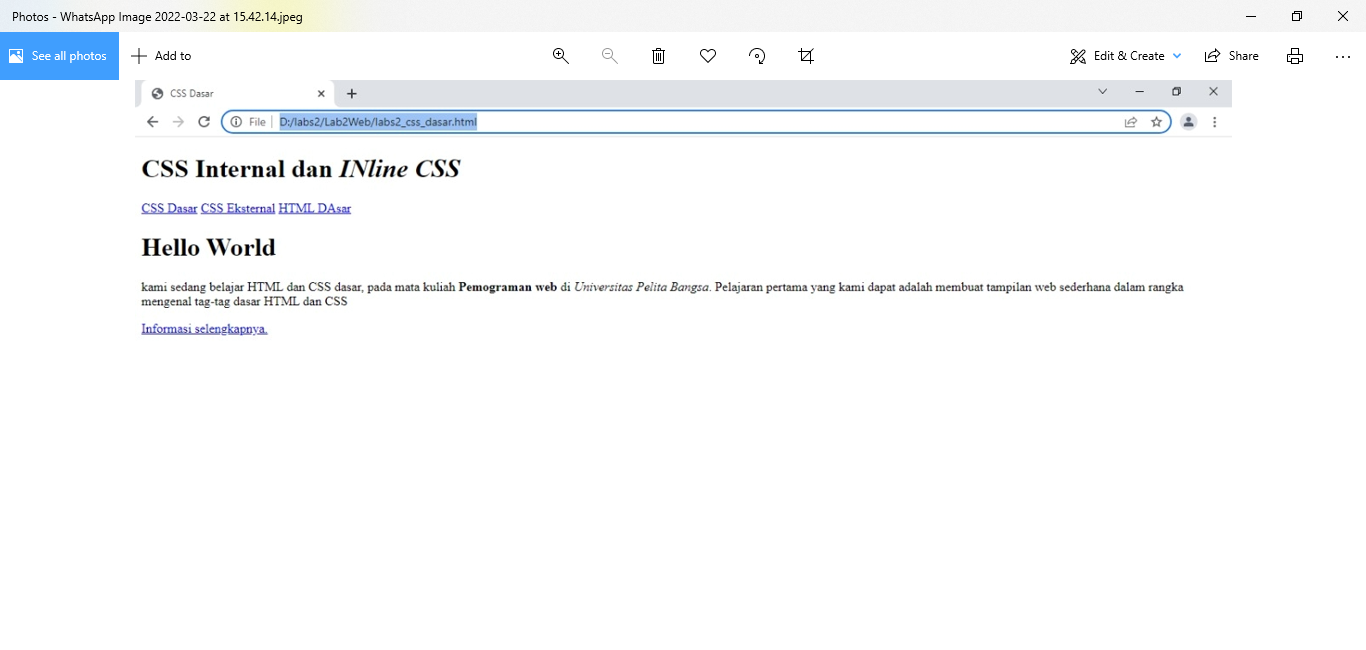 Photos - WhatsApp Image 2022-03-22 at 15.42.14.jpeg
See all photos
Add to
Edit & Create
Share
CSS Dasar
File
D:/labs2/Lab2Web/labs2_css_dasar.html
CSS Internal dan INline CSS
CSS Dasar CSS Eksternal HTML DAsar
Hello World
kami sedang belajar HTML dan CSS dasar, pada mata kuliah Pemograman web di Universitas Pelita Bangsa. Pelajaran pertama yang kami dapat adalah membuat tampilan web sederhana dalam rangka
mengenal tag-tag dasar HTML dan CSS
Informasi selengkapnya.